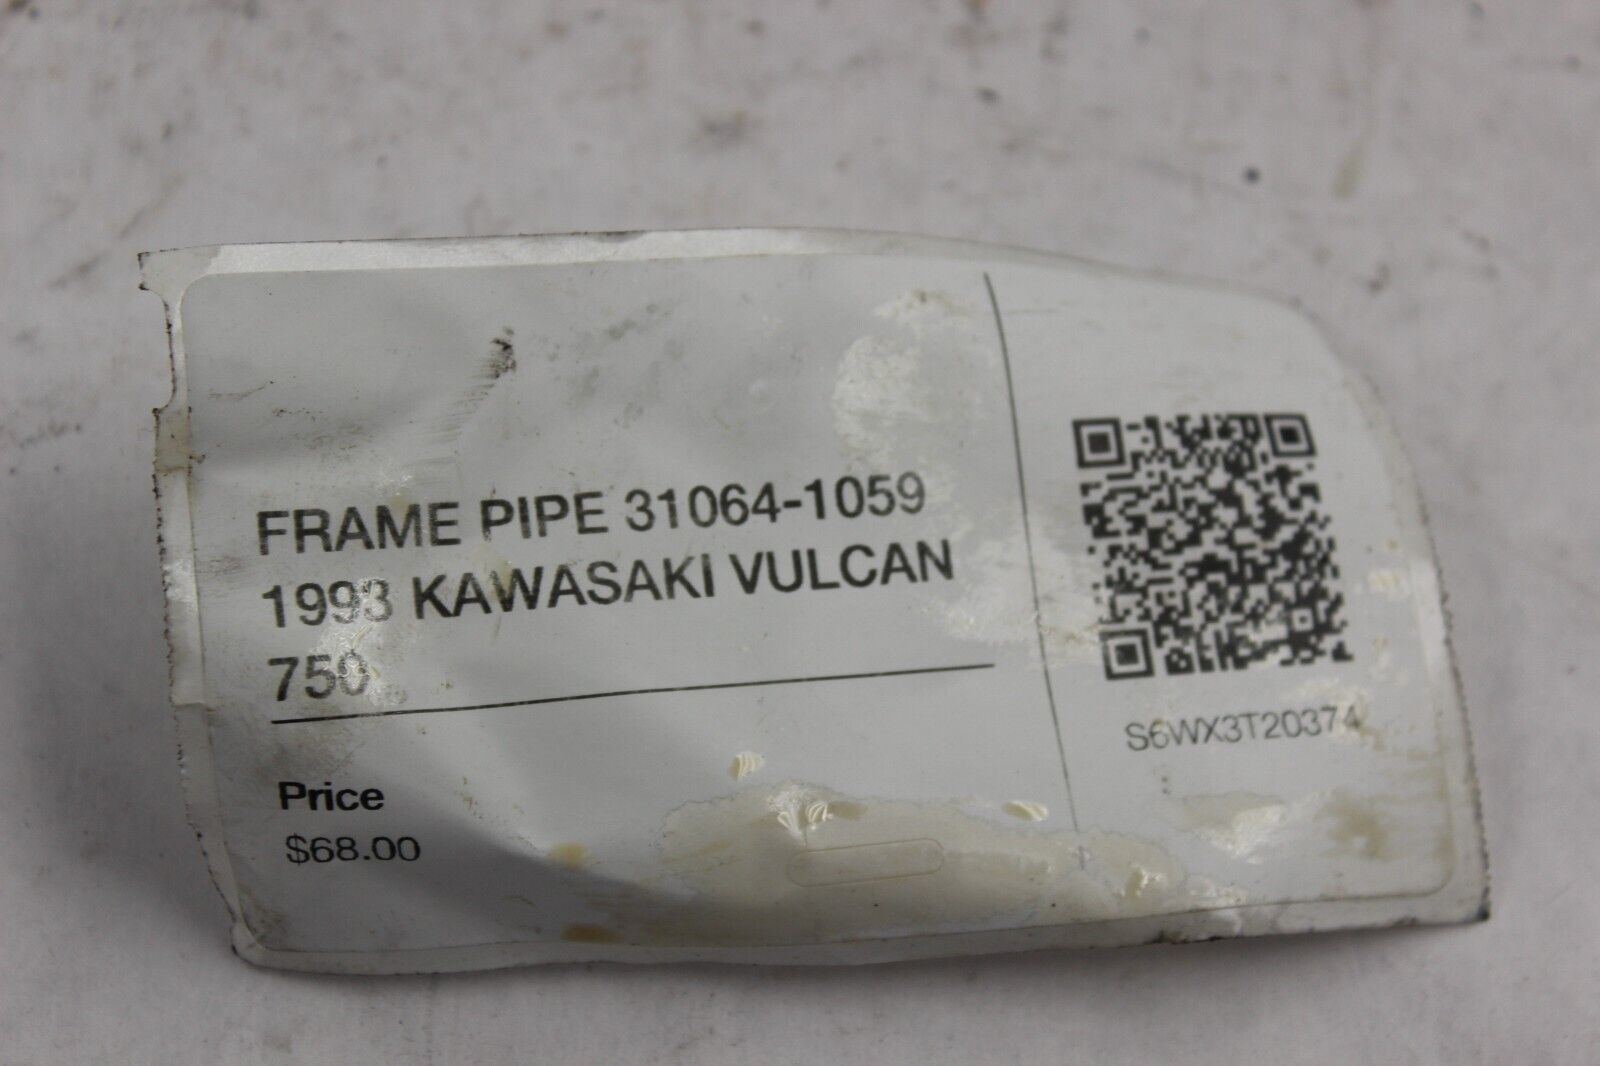 FRAME PIPE 31064-1059
1993 KAWASAKI VULCAN
750
Price
$68.00
S6WX3T20374